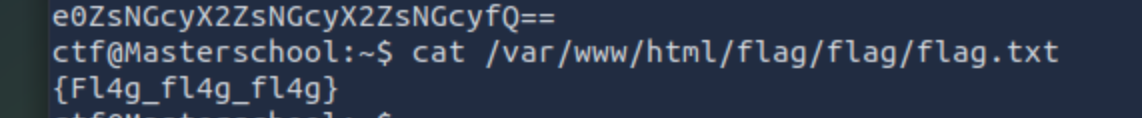 e0ZsNGcyX2ZsNGcyX2ZsNGcyfQ==
ctf@Masterschool:~$ cat /var/www/html/flag/flag/flag.txt
{Fl4g_fl4g_fl4g}